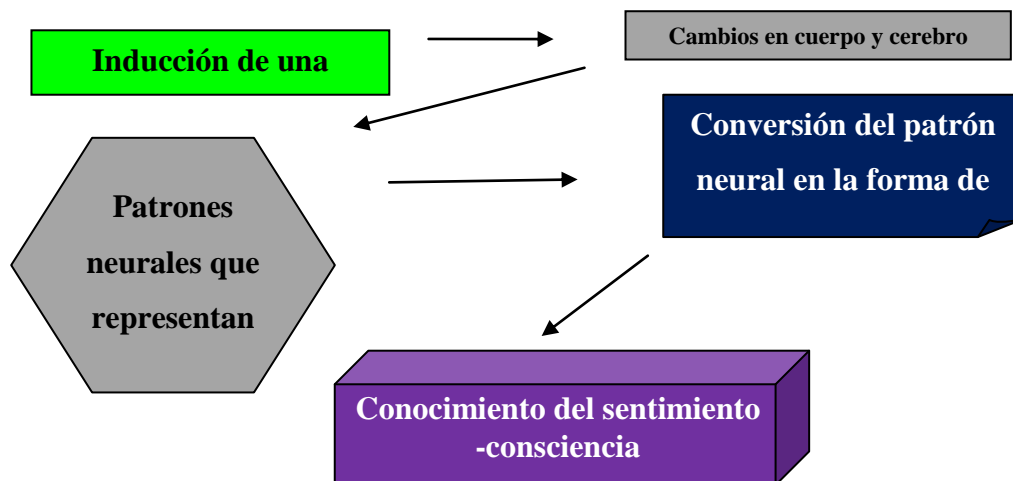 Inducción de una
Cambios en cuerpo y cerebro
Patrones
neurales que
representan
Conversión del patrón
neural en la forma de
Conocimiento del sentimiento
-consciencia